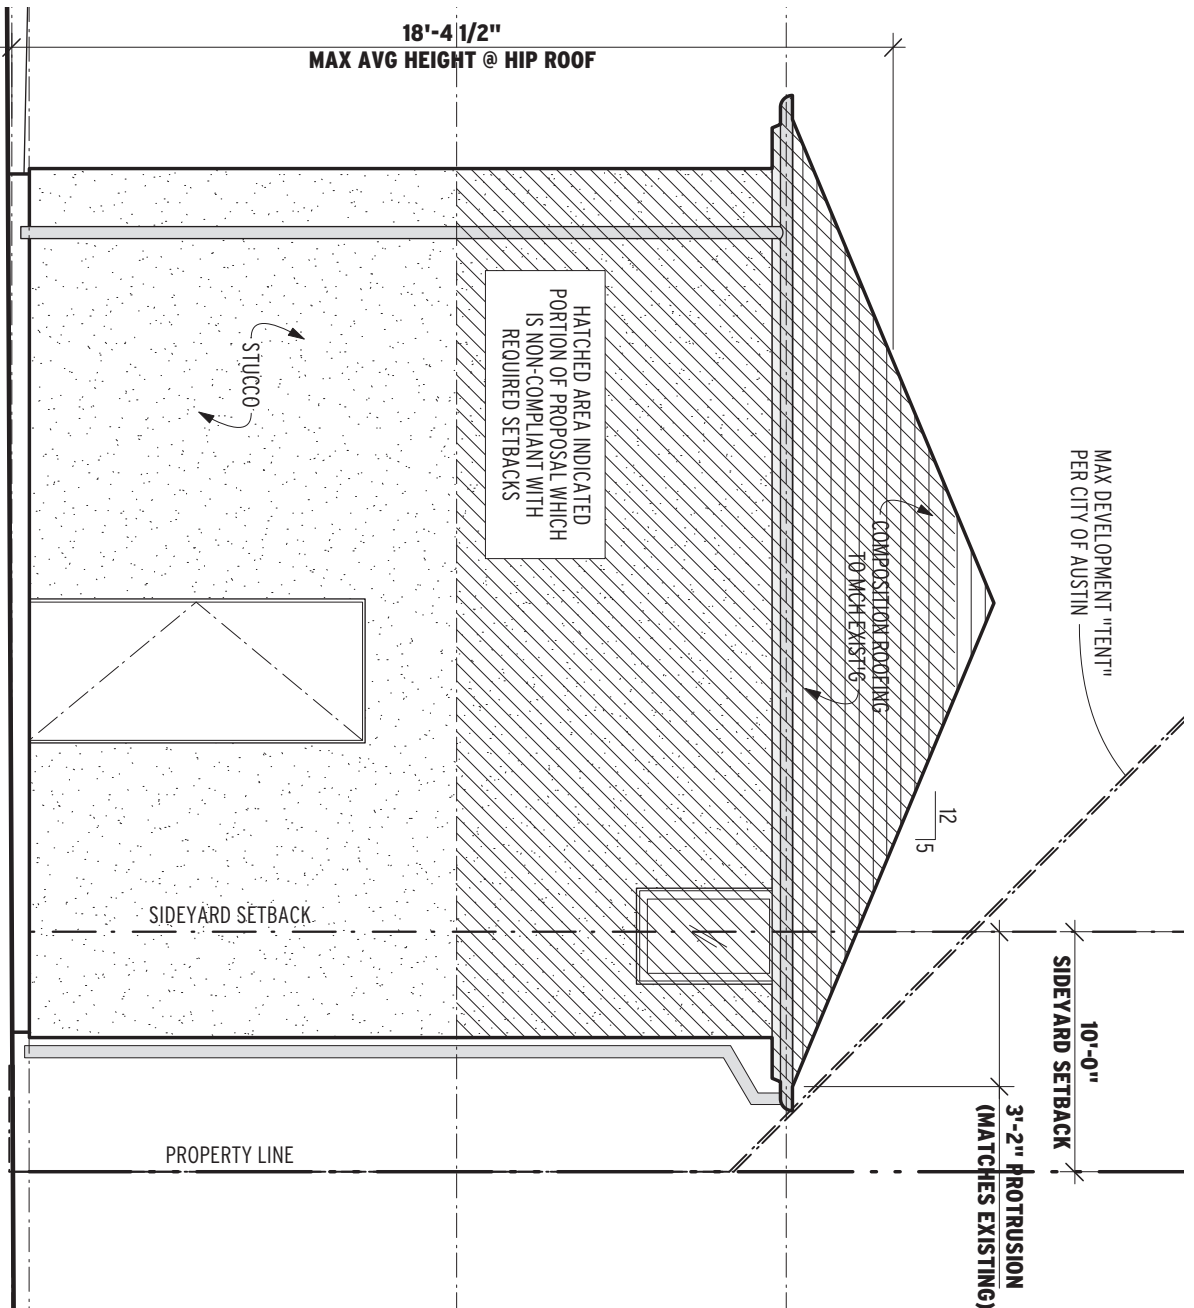 18'-4 1/2"
MAX AVG HEIGHT @ HIP ROOF
HATCHED AREA INDICATED
PORTION OF PROPOSAL WHICH
IS NON-COMPLIANT WITH
REQUIRED SETBACKS
STUCCO
COMPOSITION ROOFING
TO MCH EXIST'G
MAX DEVELOPMENT "TENT"
PER CITY OF AUSTIN
12
5
SIDEYARD SETBACK
10'-0"
SIDEYARD SETBACK
3'-2" PROTRUSION
(MATCHES EXISTING)
PROPERTY LINE